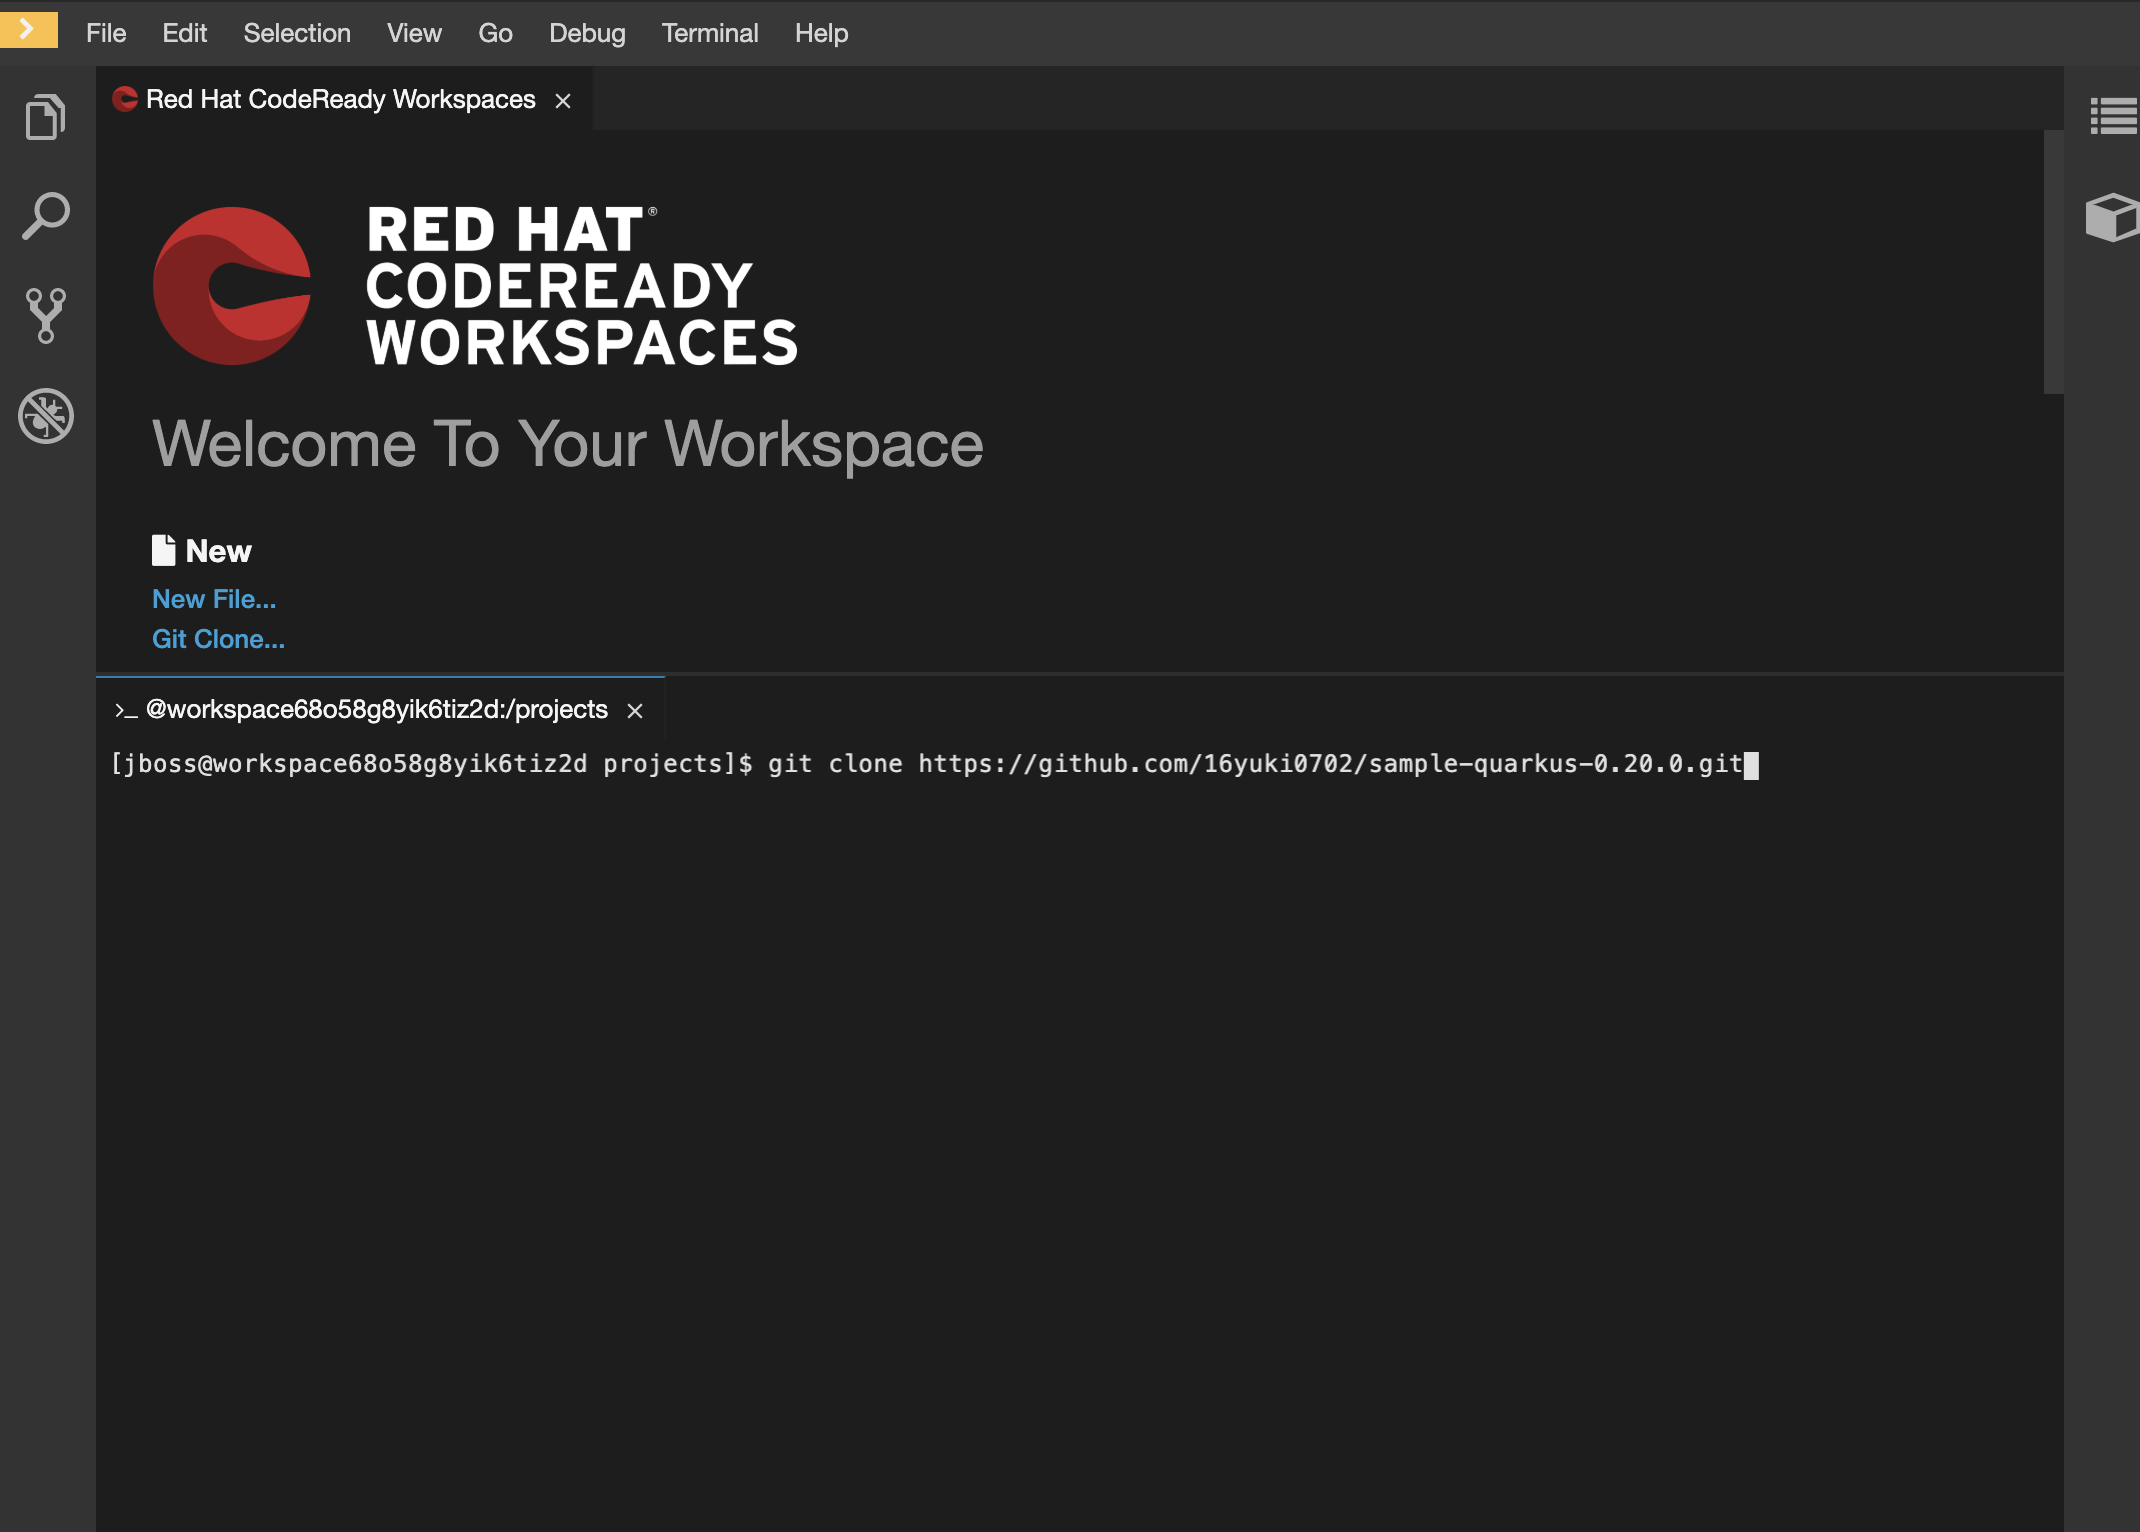 File Edit Selection View Go Debug Terminal Help
Red Hat CodeReady Workspaces ×
RED HAT®
CODEREADY
WORKSPACES
Welcome To Your Workspace
New
New File...
Git Clone...
>_ @workspace68o58g8yik6tiz2d:/projects ×
[jboss@workspace68o58g8yik6tiz2d projects]$ git clone https://github.com/16yuki0702/sample-quarkus-0.20.0.git